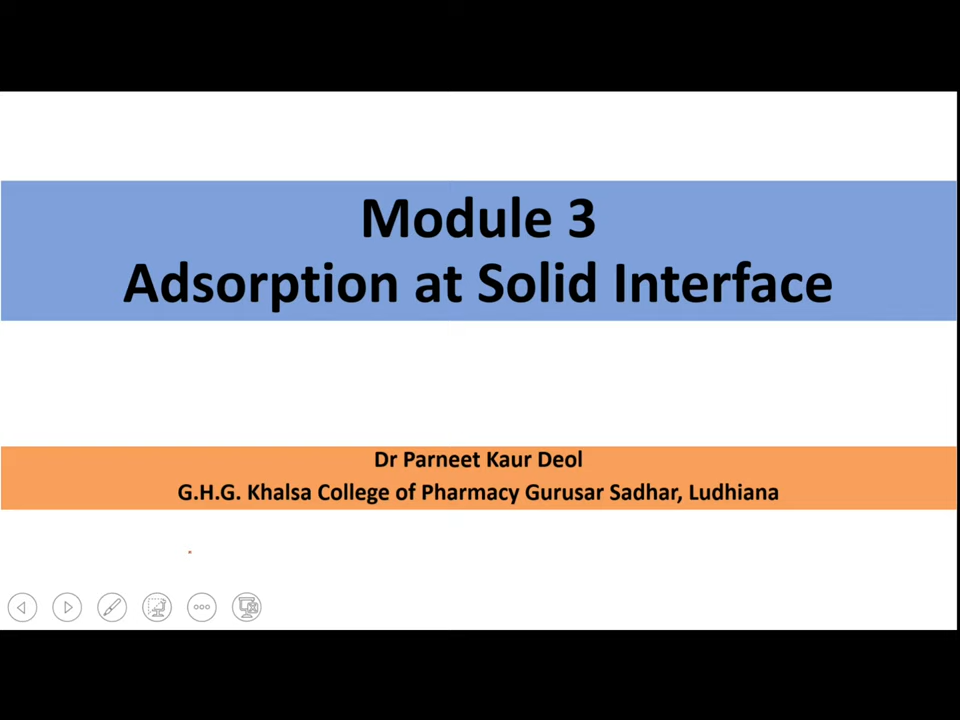 Module 3
Adsorption at Solid Interface
Dr Parneet Kaur Deol
G.H.G. Khalsa College of Pharmacy Gurusar Sadhar, Ludhiana